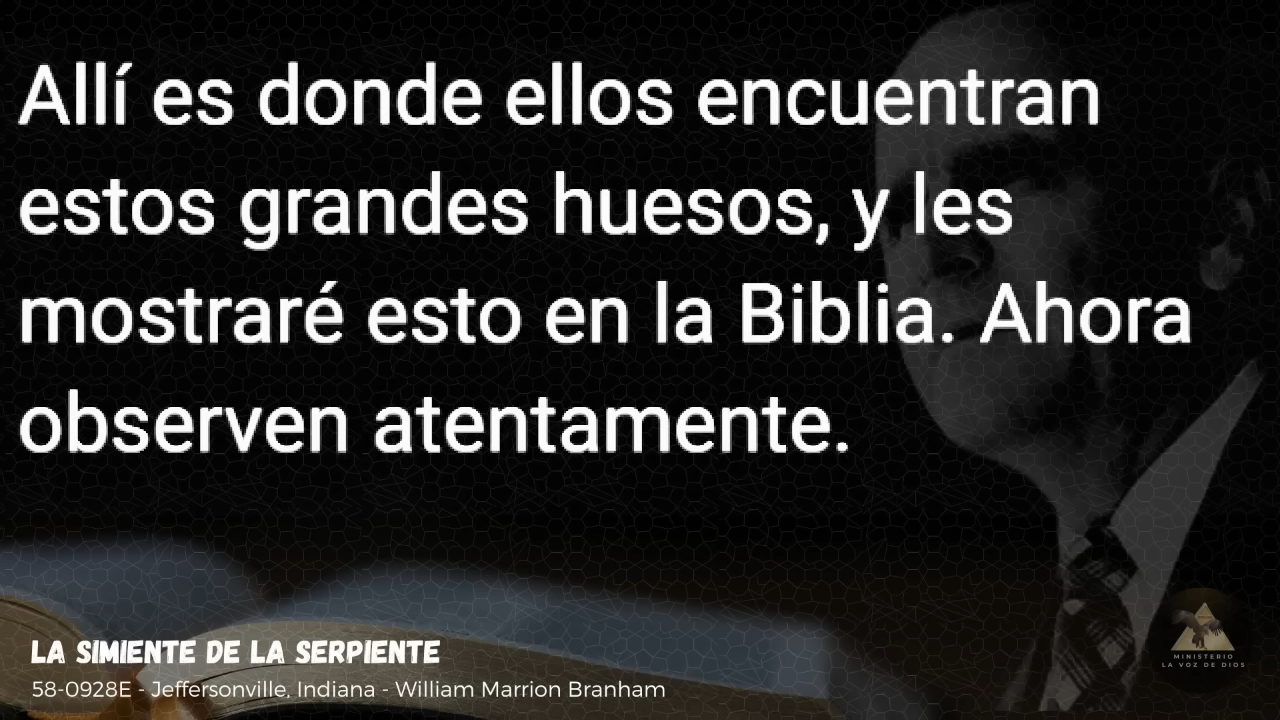 Allí es donde ellos encuentran
estos grandes huesos, y les
mostraré esto en la Biblia. Ahora
observen atentamente.
LA SIMIENTE DE LA SERPIENTE
58-0928E - Jeffersonville, Indiana - William Marrion Branham
MINISTERIO
LA VOZ DE DIOS